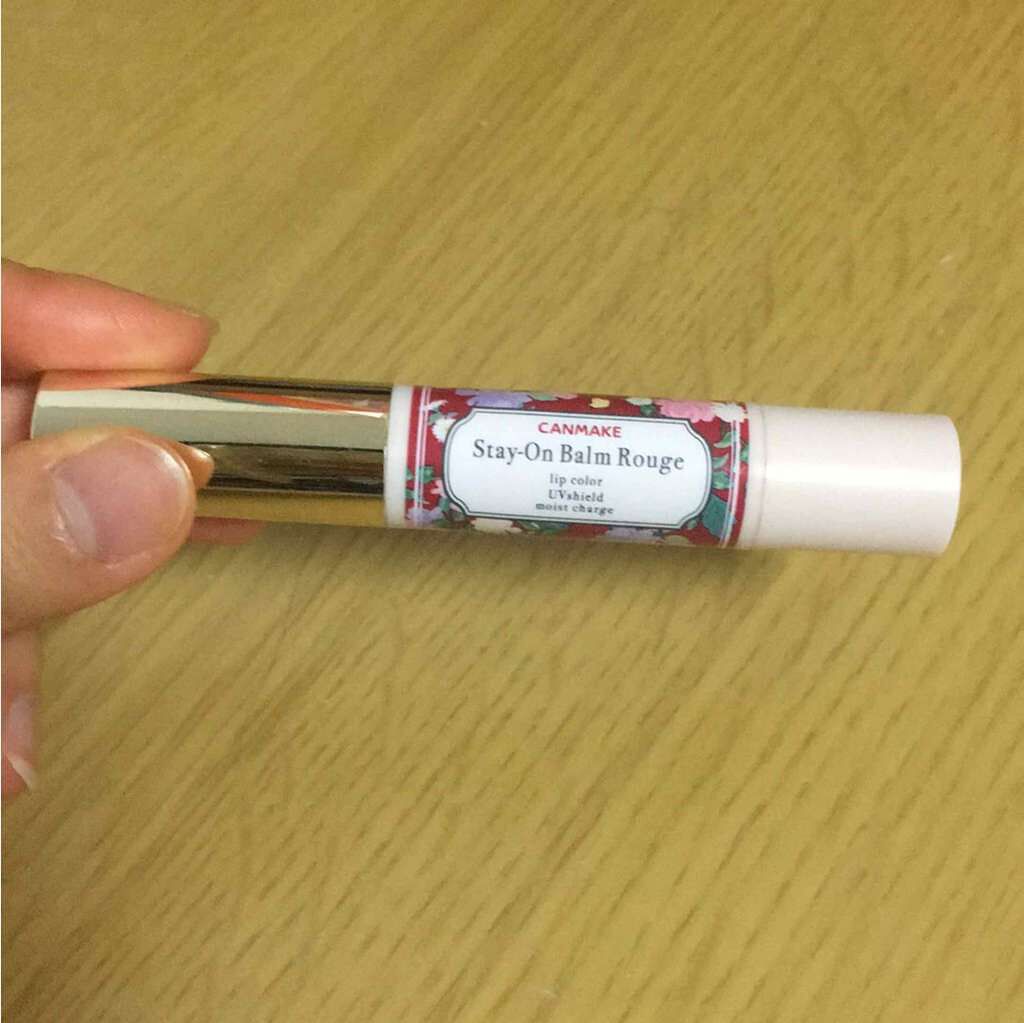 CANMAKE
Stay-On Balm Rouge
lip color
UVshield
moist charge